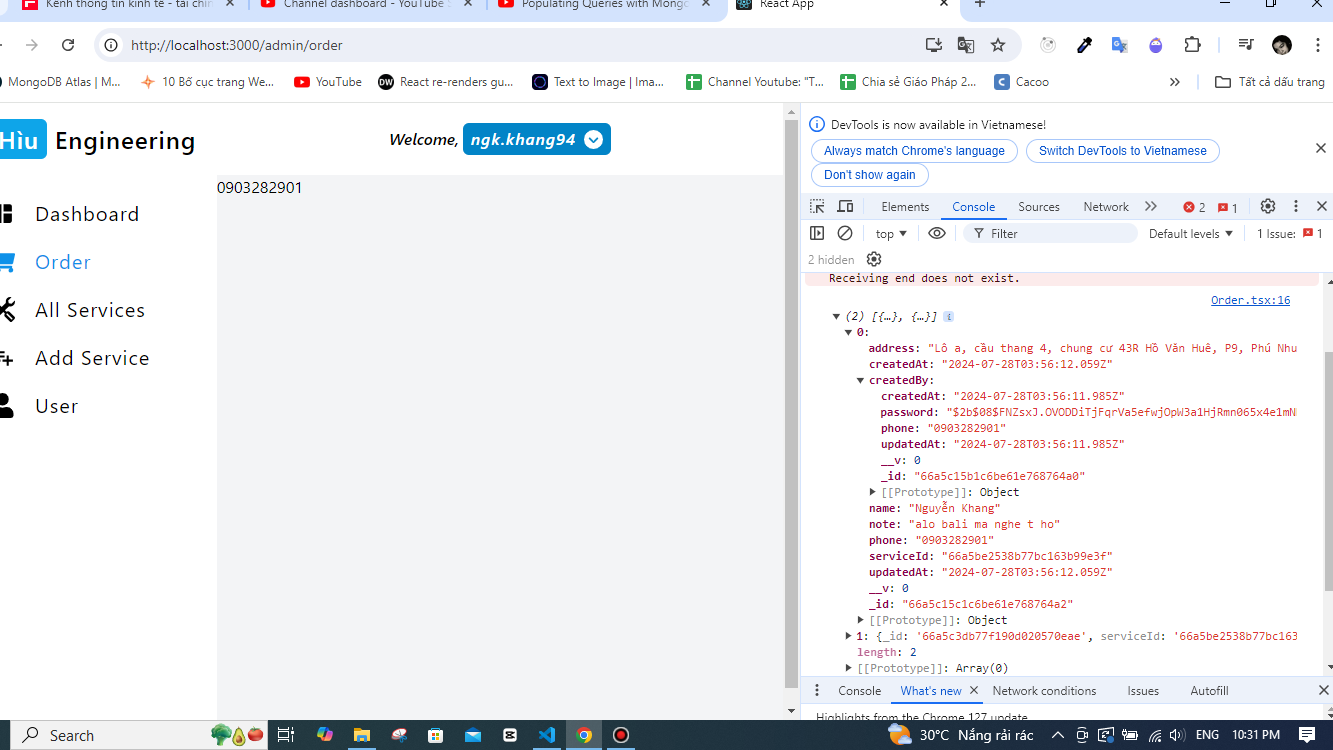 Kênh thông tin kinh tế - tài chín
Channel dashboard - YouTube S
Populating Queries with Mongo
React App
http://localhost:3000/admin/order
MongoDB Atlas | M...
10 Bố cục trang We...
YouTube
React re-renders gu...
Text to Image | Ima...
Channel Youtube: "T...
Chia sẻ Giáo Pháp 2...
Cacoo
Tất cả dấu trang
Hìu Engineering
Welcome, ngk.khang94
Dashboard
Order
All Services
Add Service
User
0903282901
DevTools is now available in Vietnamese!
Always match Chrome's language
Switch DevTools to Vietnamese
Don't show again
Elements
Console
Sources
Network
2
1
top
Filter
Default levels
1 Issue: 1
2 hidden
Receiving end does not exist.
Order.tsx:16
(2) [{…}, {…}] i
0:
address: "Lô a, cầu thang 4, chung cư 43R Hồ Văn Huê, P9, Phú Nhu
createdAt: "2024-07-28T03:56:12.059Z"
createdBy:
createdAt: "2024-07-28T03:56:11.985Z"
password: "$2b$08$FNZsxJ.OVODDiTjFqrVa5efwjOpW3a1HjRmn065x4e1mN
phone: "0903282901"
updatedAt: "2024-07-28T03:56:11.985Z"
__v: 0
_id: "66a5c15b1c6be61e768764a0"
[[Prototype]]: Object
name: "Nguyễn Khang"
note: "alo bali ma nghe t ho"
phone: "0903282901"
serviceId: "66a5be2538b77bc163b99e3f"
updatedAt: "2024-07-28T03:56:12.059Z"
__v: 0
_id: "66a5c15c1c6be61e768764a2"
[[Prototype]]: Object
1: {_id: '66a5c3db77f190d020570eae', serviceId: '66a5be2538b77bc163
length: 2
[[Prototype]]: Array(0)
Console
What's new
Network conditions
Issues
Autofill
Highlights from the Chrome 127 update
Search
30°C Nắng rải rác
ENG
10:31 PM